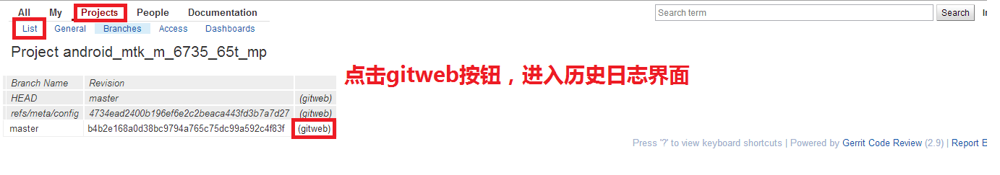 All My Projects People Documentation
Search term Search In
List General Branches Access Dashboards
Project android_mtk_m_6735_65t_mp
点击gitweb按钮，进入历史日志界面
Branch Name Revision
HEAD master (gitweb)
refs/meta/config 4734ead2400b196ef6e2c2beaca443fd3b7a7d27 (gitweb)
master b4b2e168a0d38bc9794a765c75dc99a592c4f83f (gitweb)
Press '?' to view keyboard shortcuts | Powered by Gerrit Code Review (2.9) | Report B